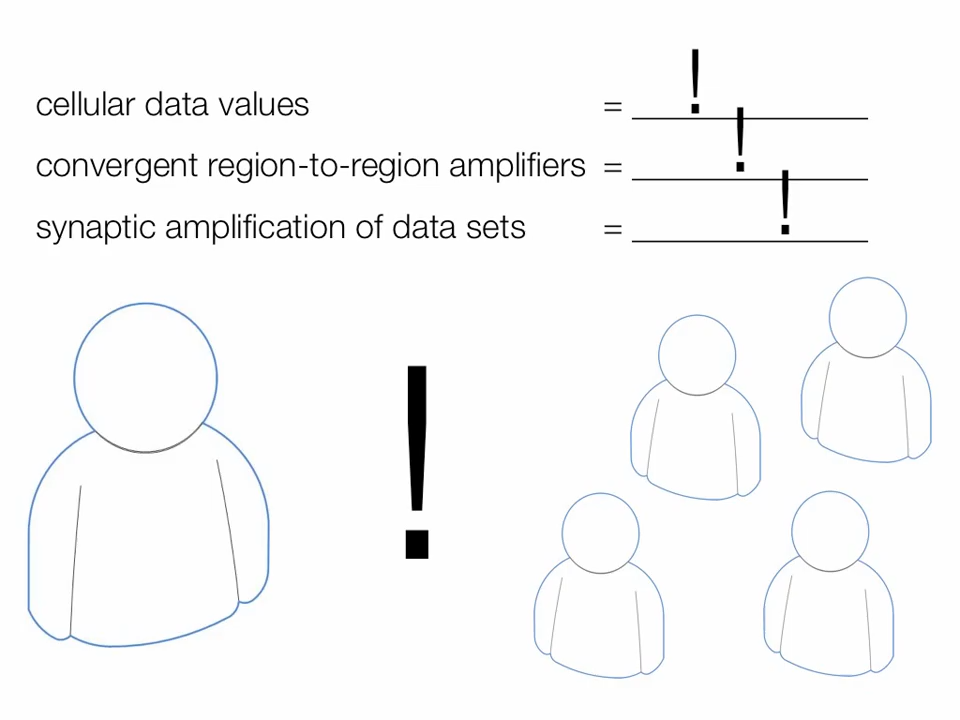 cellular data values = !
convergent region-to-region amplifiers = !
synaptic amplification of data sets = !
!